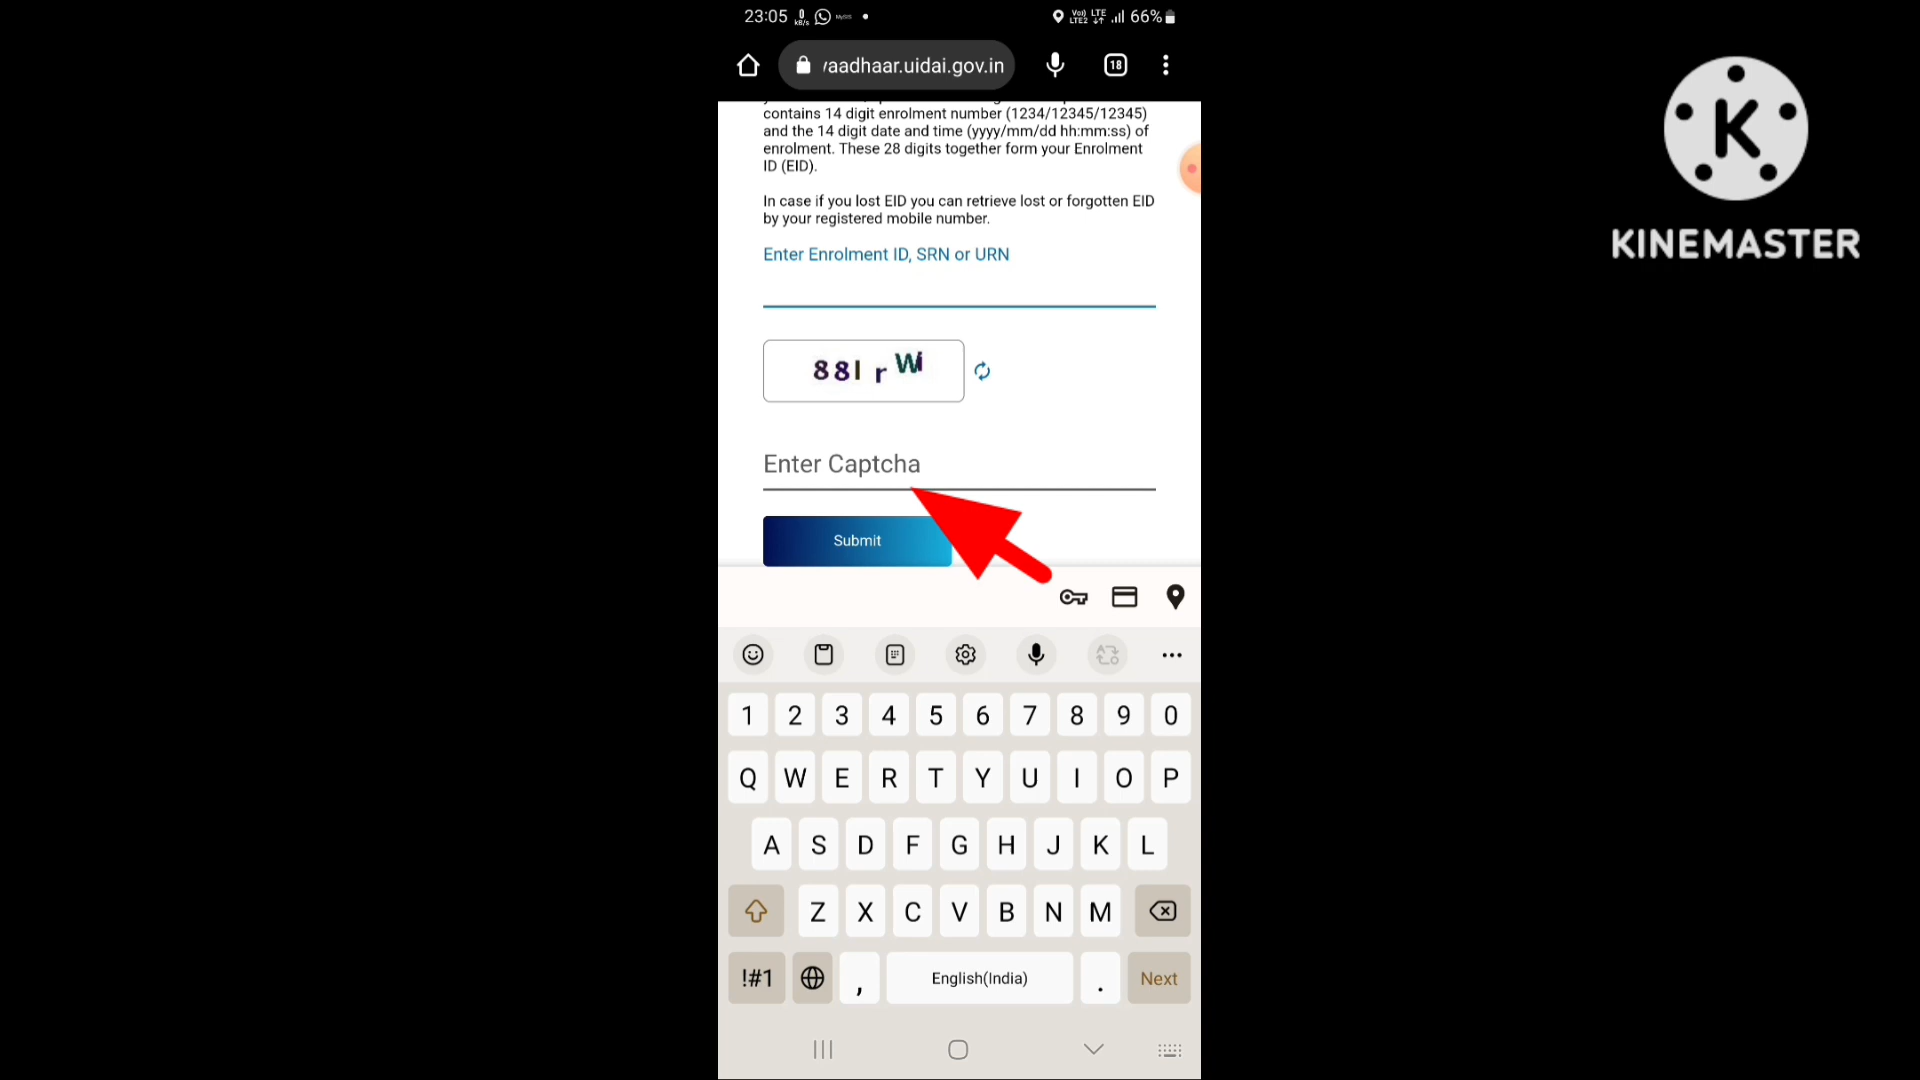 23:05 66%
vaadhaar.uidai.gov.in 18
contains 14 digit enrolment number (1234/12345/12345)
and the 14 digit date and time (yyyy/mm/dd hh:mm:ss) of
enrolment. These 28 digits together form your Enrolment
ID (EID).
In case if you lost EID you can retrieve lost or forgotten EID
by your registered mobile number.
Enter Enrolment ID, SRN or URN
Enter Captcha
Submit
1 2 3 4 5 6 7 8 9 0
Q W E R T Y U I O P
A S D F G H J K L
Z X C V B N M
!#1 , English(India) . Next
K
KINEMASTER